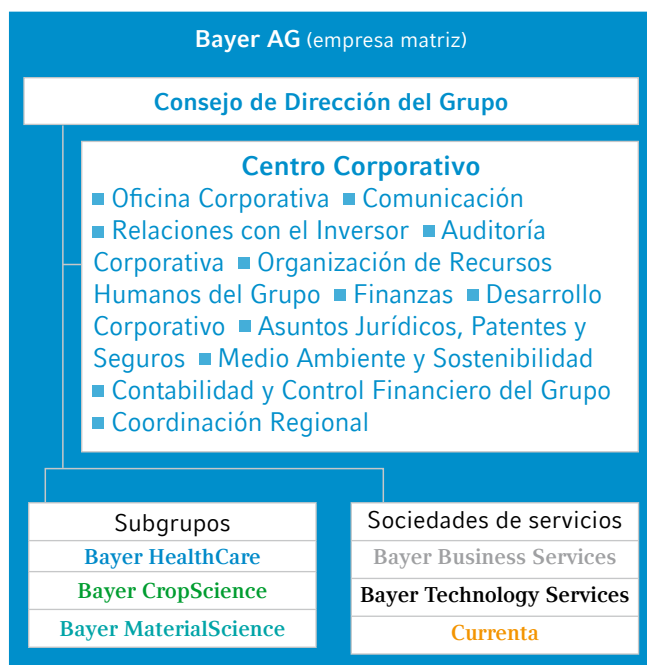 Bayer AG (empresa matriz)
Consejo de Dirección del Grupo
Centro Corporativo
■ Oficina Corporativa ■ Comunicación
■ Relaciones con el Inversor ■ Auditoría
Corporativa ■ Organización de Recursos
Humanos del Grupo ■ Finanzas ■ Desarrollo
Corporativo ■ Asuntos Jurídicos, Patentes y
Seguros ■ Medio Ambiente y Sostenibilidad
■ Contabilidad y Control Financiero del Grupo
■ Coordinación Regional
Subgrupos
Bayer HealthCare
Bayer CropScience
Bayer MaterialScience
Sociedades de servicios
Bayer Business Services
Bayer Technology Services
Currenta